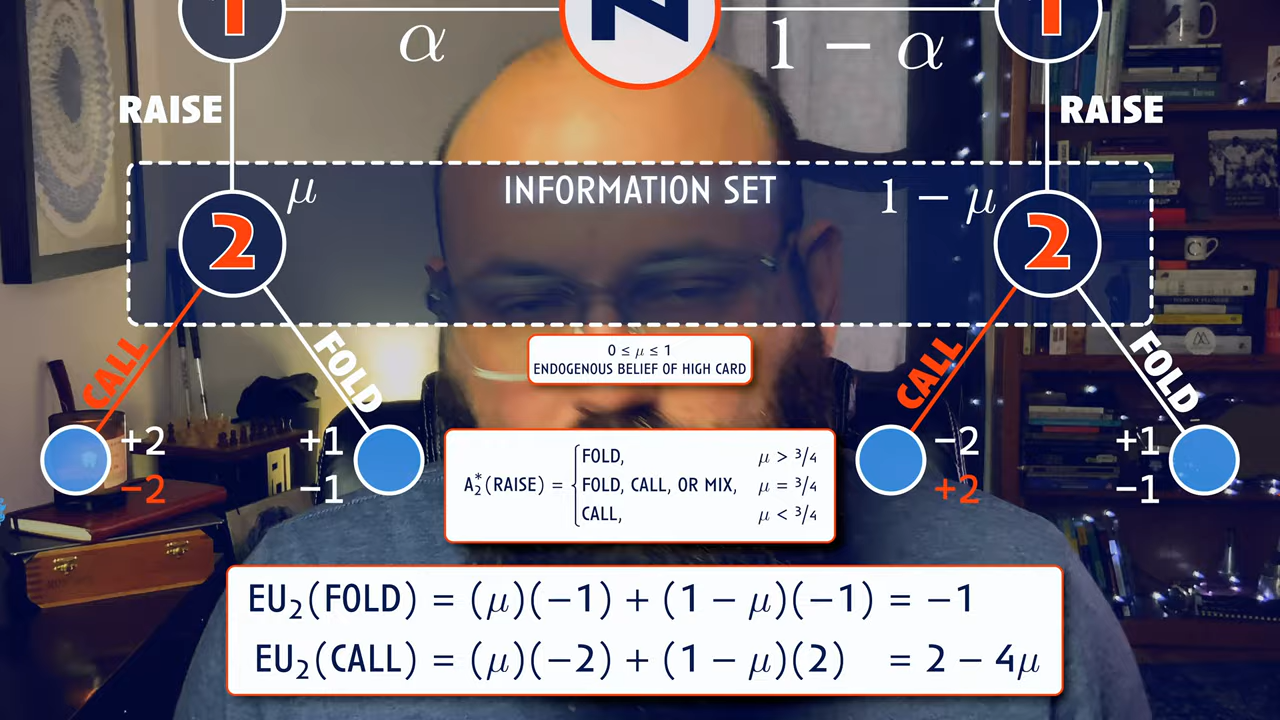 1
N
1
α
1 − α
RAISE
RAISE
μ
INFORMATION SET
1 − μ
2
2
CALL
FOLD
CALL
FOLD
0 ≤ μ ≤ 1
ENDOGENOUS BELIEF OF HIGH CARD
+2
−2
+1
−1
−2
+2
+1
−1
A₂*(RAISE) = { FOLD, μ > ³/₄
FOLD, CALL, OR MIX, μ = ³/₄
CALL, μ < ³/₄
EU₂(FOLD) = (μ)(−1) + (1 − μ)(−1) = −1
EU₂(CALL) = (μ)(−2) + (1 − μ)(2) = 2 − 4μ